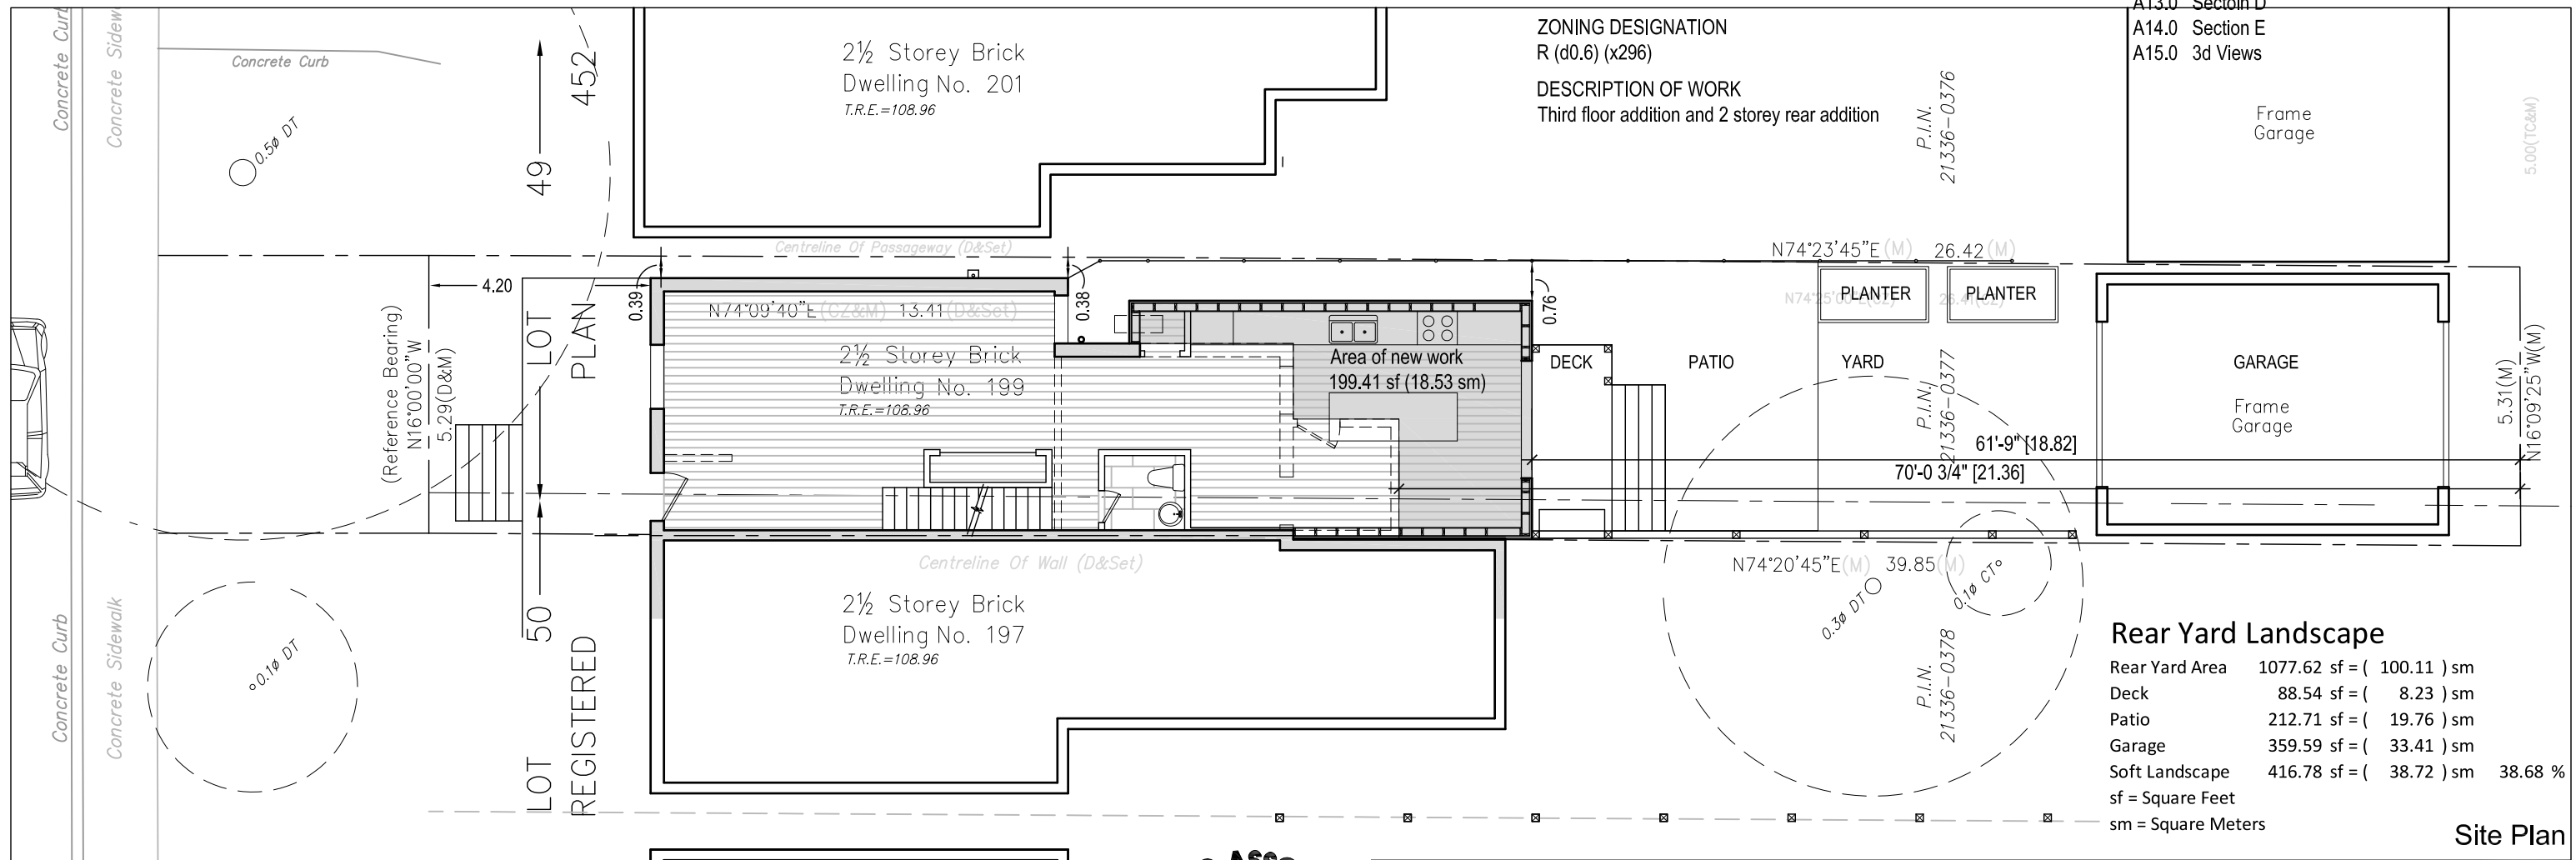 A13.0 Sectoin D
A14.0 Section E
A15.0 3d Views
ZONING DESIGNATION
R (d0.6) (x296)
DESCRIPTION OF WORK
Third floor addition and 2 storey rear addition
Concrete Curb
Concrete Sidew
Concrete Curb
0.5ø DT
49
452
2½ Storey Brick
Dwelling No. 201
T.R.E.=108.96
P.I.N.
21336-0376
Frame
Garage
5.00(TC&M)
Centreline Of Passageway (D&Set)
N74°23'45"E (M) 26.42 (M)
4.20
0.39
0.38
0.76
N74°09'40"E (CZ&M) 13.41 (D&Set)
PLANTER
PLANTER
(Reference Bearing)
N16°00'00"W
5.29(D&M)
LOT
PLAN
2½ Storey Brick
Dwelling No. 199
T.R.E.=108.96
Area of new work
199.41 sf (18.53 sm)
DECK
PATIO
YARD
P.I.N.
21336-0377
GARAGE
Frame
Garage
5.31(M)
N16°09'25"W(M)
61'-9" [18.82]
70'-0 3/4" [21.36]
Centreline Of Wall (D&Set)
N74°20'45"E(M) 39.85(M)
0.3ø DT
0.1ø CT
P.I.N.
21336-0378
Concrete Curb
Concrete Sidewalk
0.1ø DT
50
LOT
REGISTERED
2½ Storey Brick
Dwelling No. 197
T.R.E.=108.96
Rear Yard Landscape
Rear Yard Area 1077.62 sf = ( 100.11 ) sm
Deck 88.54 sf = ( 8.23 ) sm
Patio 212.71 sf = ( 19.76 ) sm
Garage 359.59 sf = ( 33.41 ) sm
Soft Landscape 416.78 sf = ( 38.72 ) sm 38.68 %
sf = Square Feet
sm = Square Meters
Site Plan